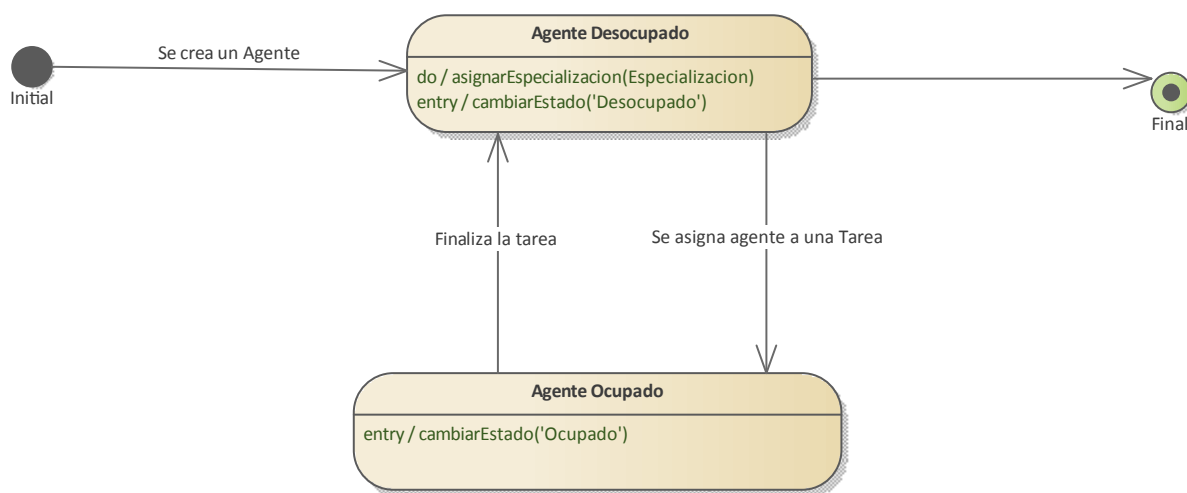 Agente Desocupado
Se crea un Agente
do / asignarEspecializacion(Especializacion)
entry / cambiarEstado('Desocupado')
Initial
Final
Finaliza la tarea
Se asigna agente a una Tarea
Agente Ocupado
entry / cambiarEstado('Ocupado')